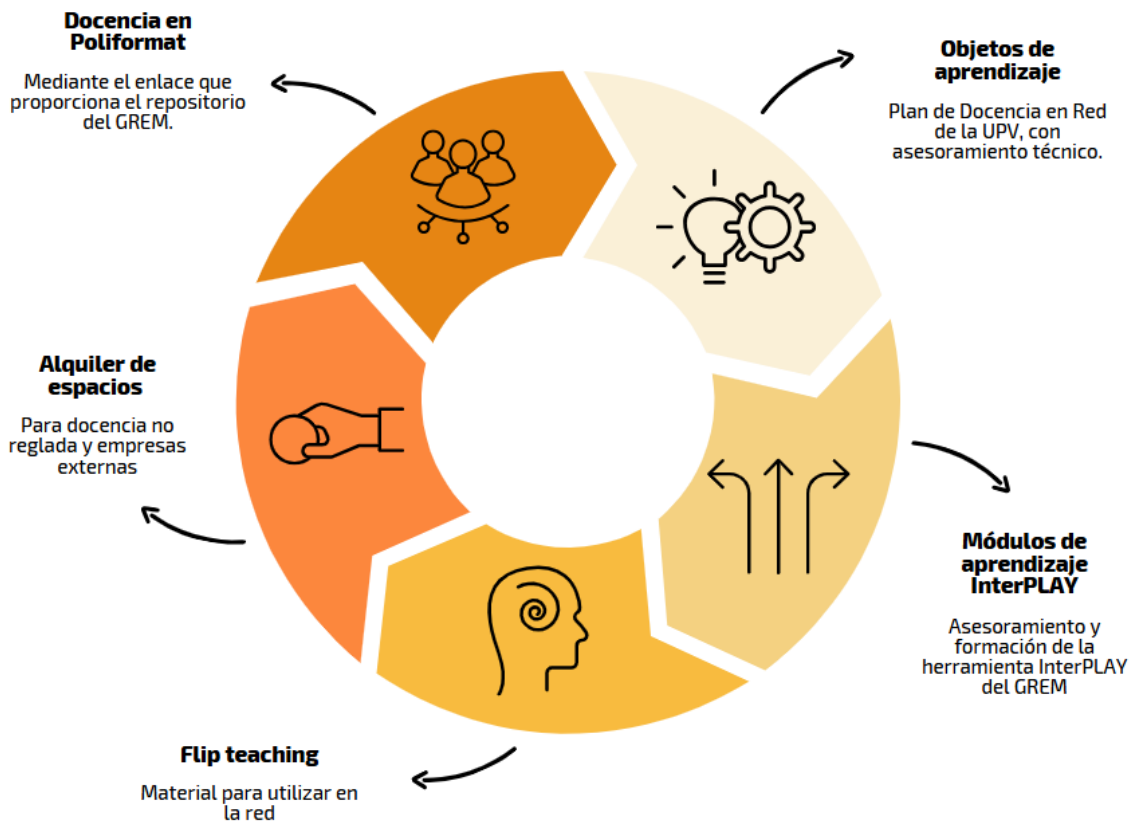 Docencia en
Poliformat
Mediante el enlace que
proporciona el repositorio
del GREM.
Objetos de
aprendizaje
Plan de Docencia en Red
de la UPV, con
asesoramiento técnico.
Alquiler de
espacios
Para docencia no
reglada y empresas
externas
Módulos de
aprendizaje
InterPLAY
Asesoramiento y
formación de la
herramienta InterPLAY
del GREM
Flip teaching
Material para utilizar en
la red